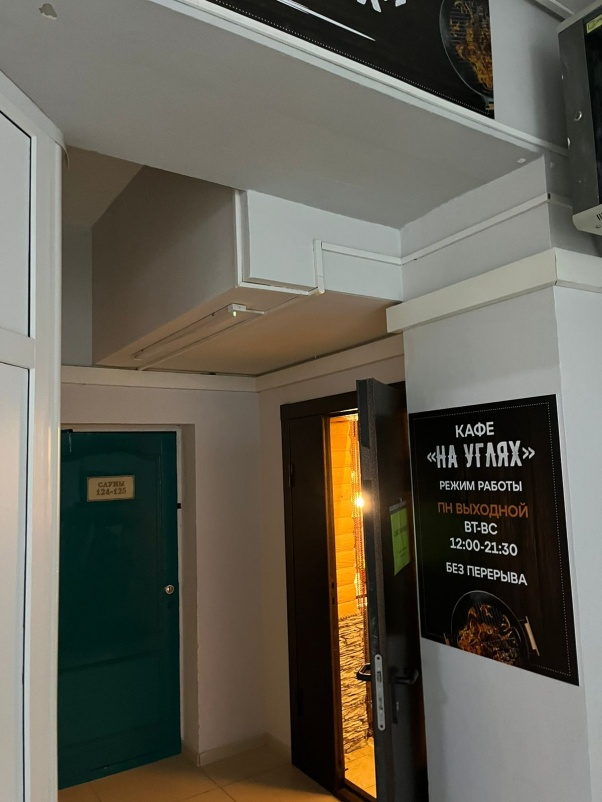 САУНЫ
124-125
КАФЕ
«НА УГЛЯХ»
РЕЖИМ РАБОТЫ
ПН ВЫХОДНОЙ
ВТ-ВС
12:00-21:30
БЕЗ ПЕРЕРЫВА